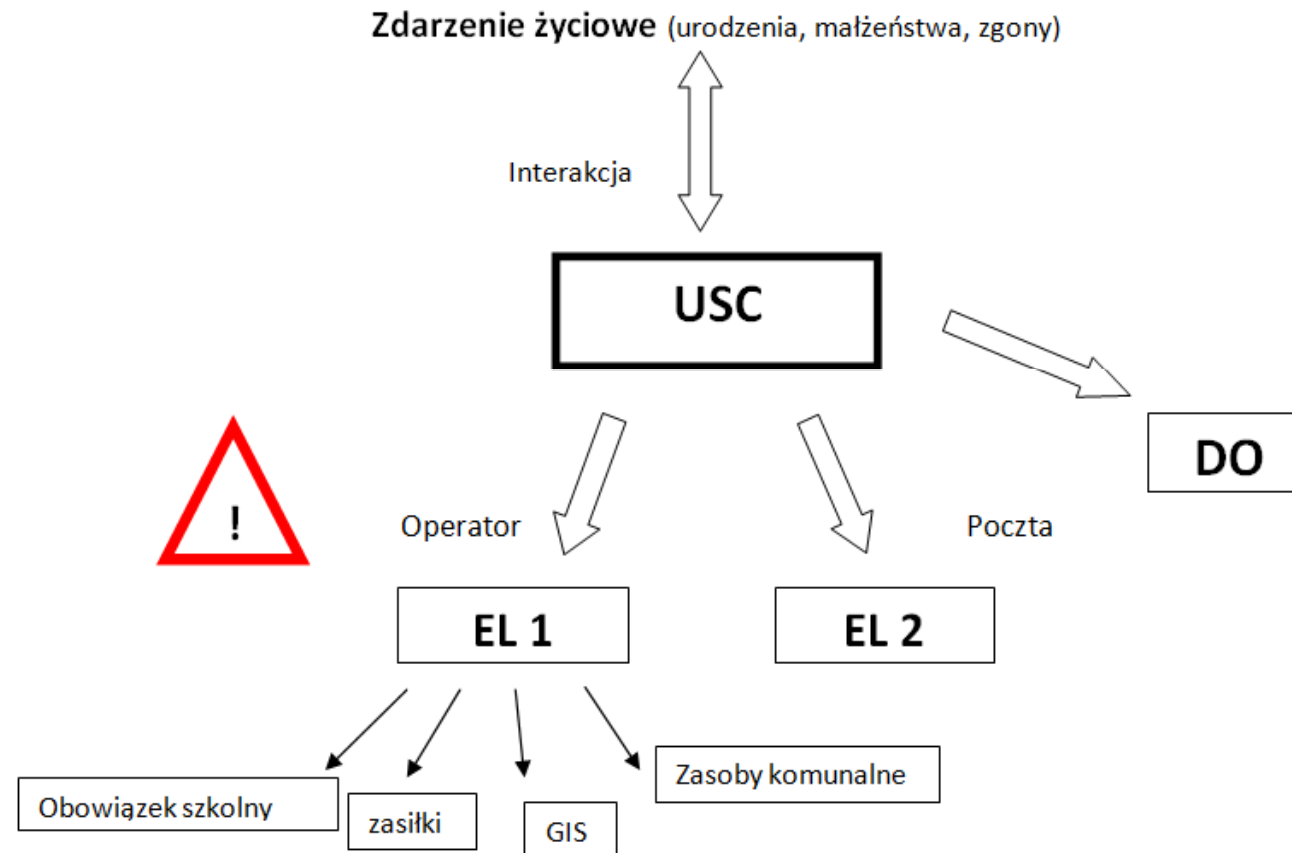 Zdarzenie życiowe (urodzenia, małżeństwa, zgony)
Interakcja
USC
DO
!
Operator
Poczta
EL 1
EL 2
Obowiązek szkolny
zasiłki
GIS
Zasoby komunalne